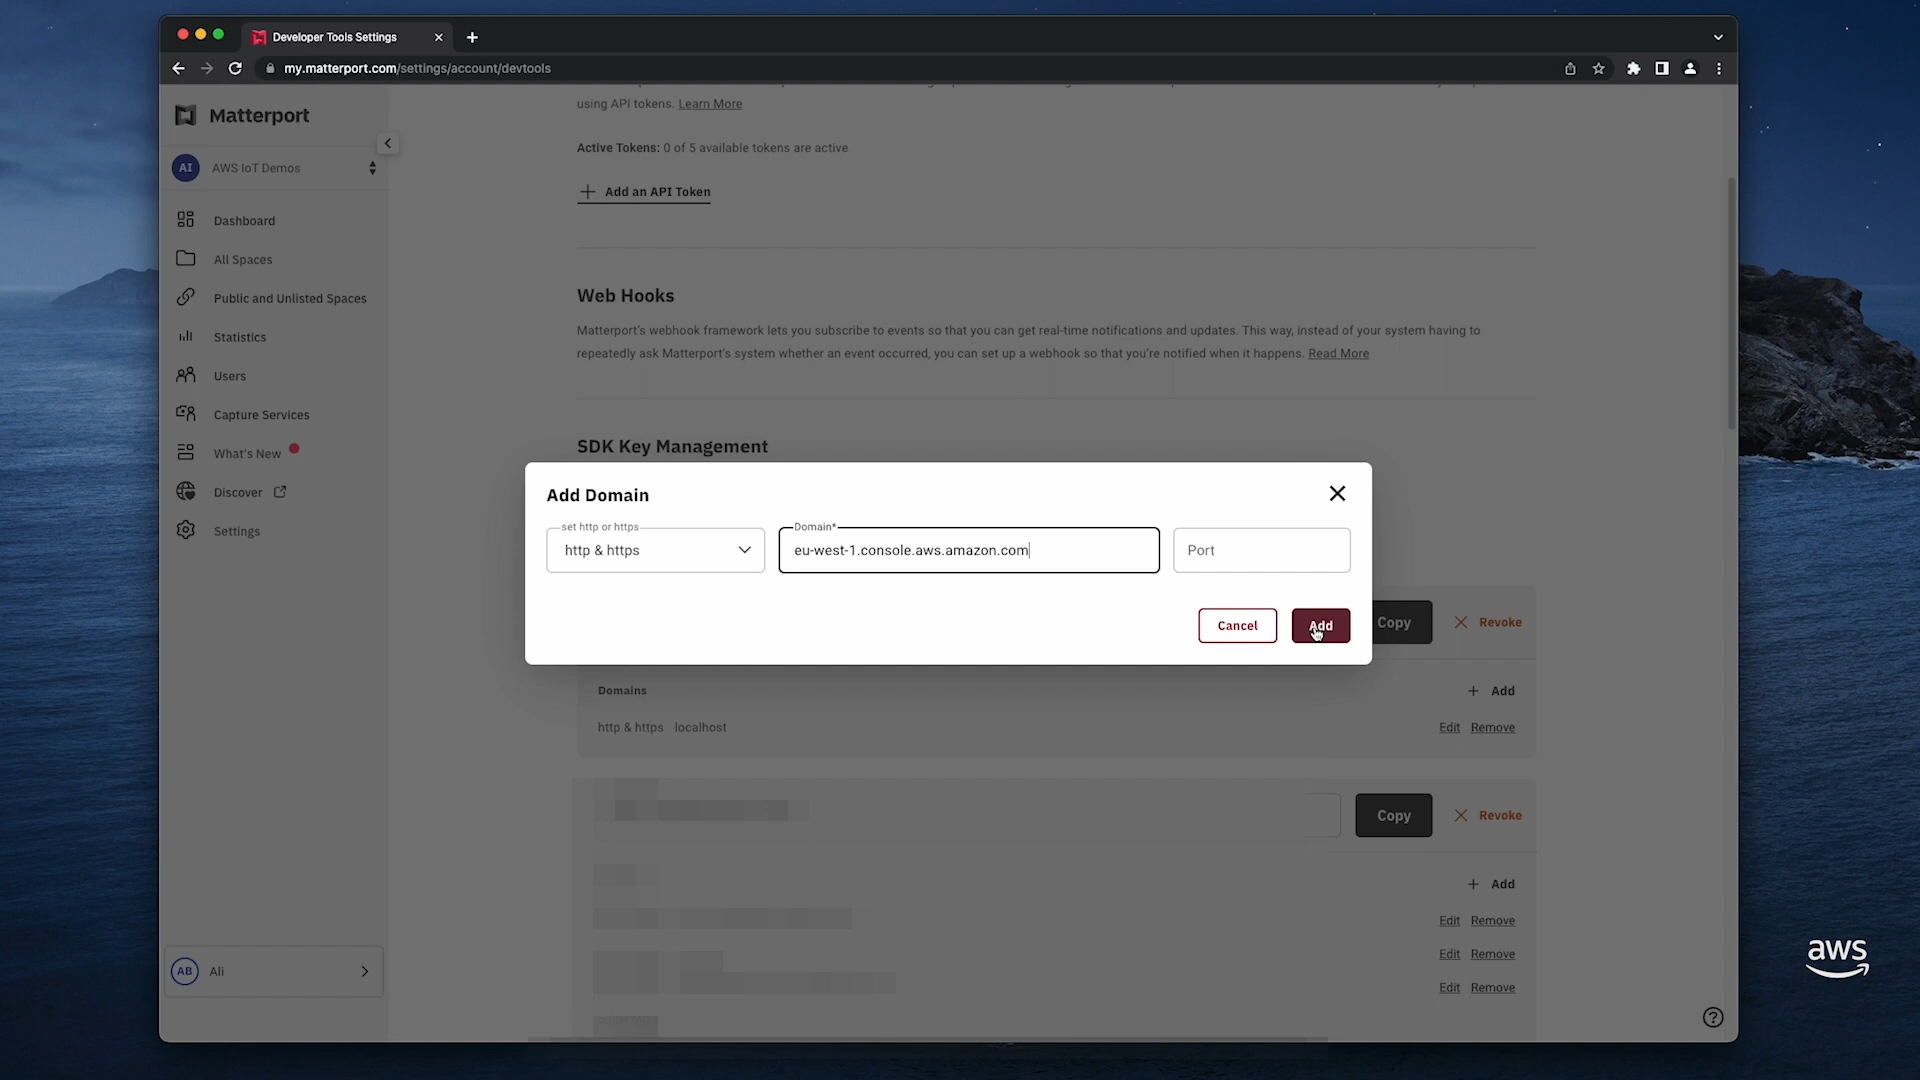 Developer Tools Settings
my.matterport.com/settings/account/devtools
Matterport
using API tokens. Learn More
AI AWS IoT Demos
Active Tokens: 0 of 5 available tokens are active
Add an API Token
Dashboard
All Spaces
Public and Unlisted Spaces
Statistics
Users
Capture Services
What's New
Discover
Settings
Web Hooks
Matterport's webhook framework lets you subscribe to events so that you can get real-time notifications and updates. This way, instead of your system having to
repeatedly ask Matterport's system whether an event occurred, you can set up a webhook so that you're notified when it happens. Read More
SDK Key Management
Add Domain
set http or https
http & https
Domain*
eu-west-1.console.aws.amazon.com
Port
Cancel
Add
Copy
Revoke
Domains
+ Add
http & https localhost
Edit Remove
Copy
Revoke
+ Add
Edit Remove
Edit Remove
Edit Remove
AB Ali
aws